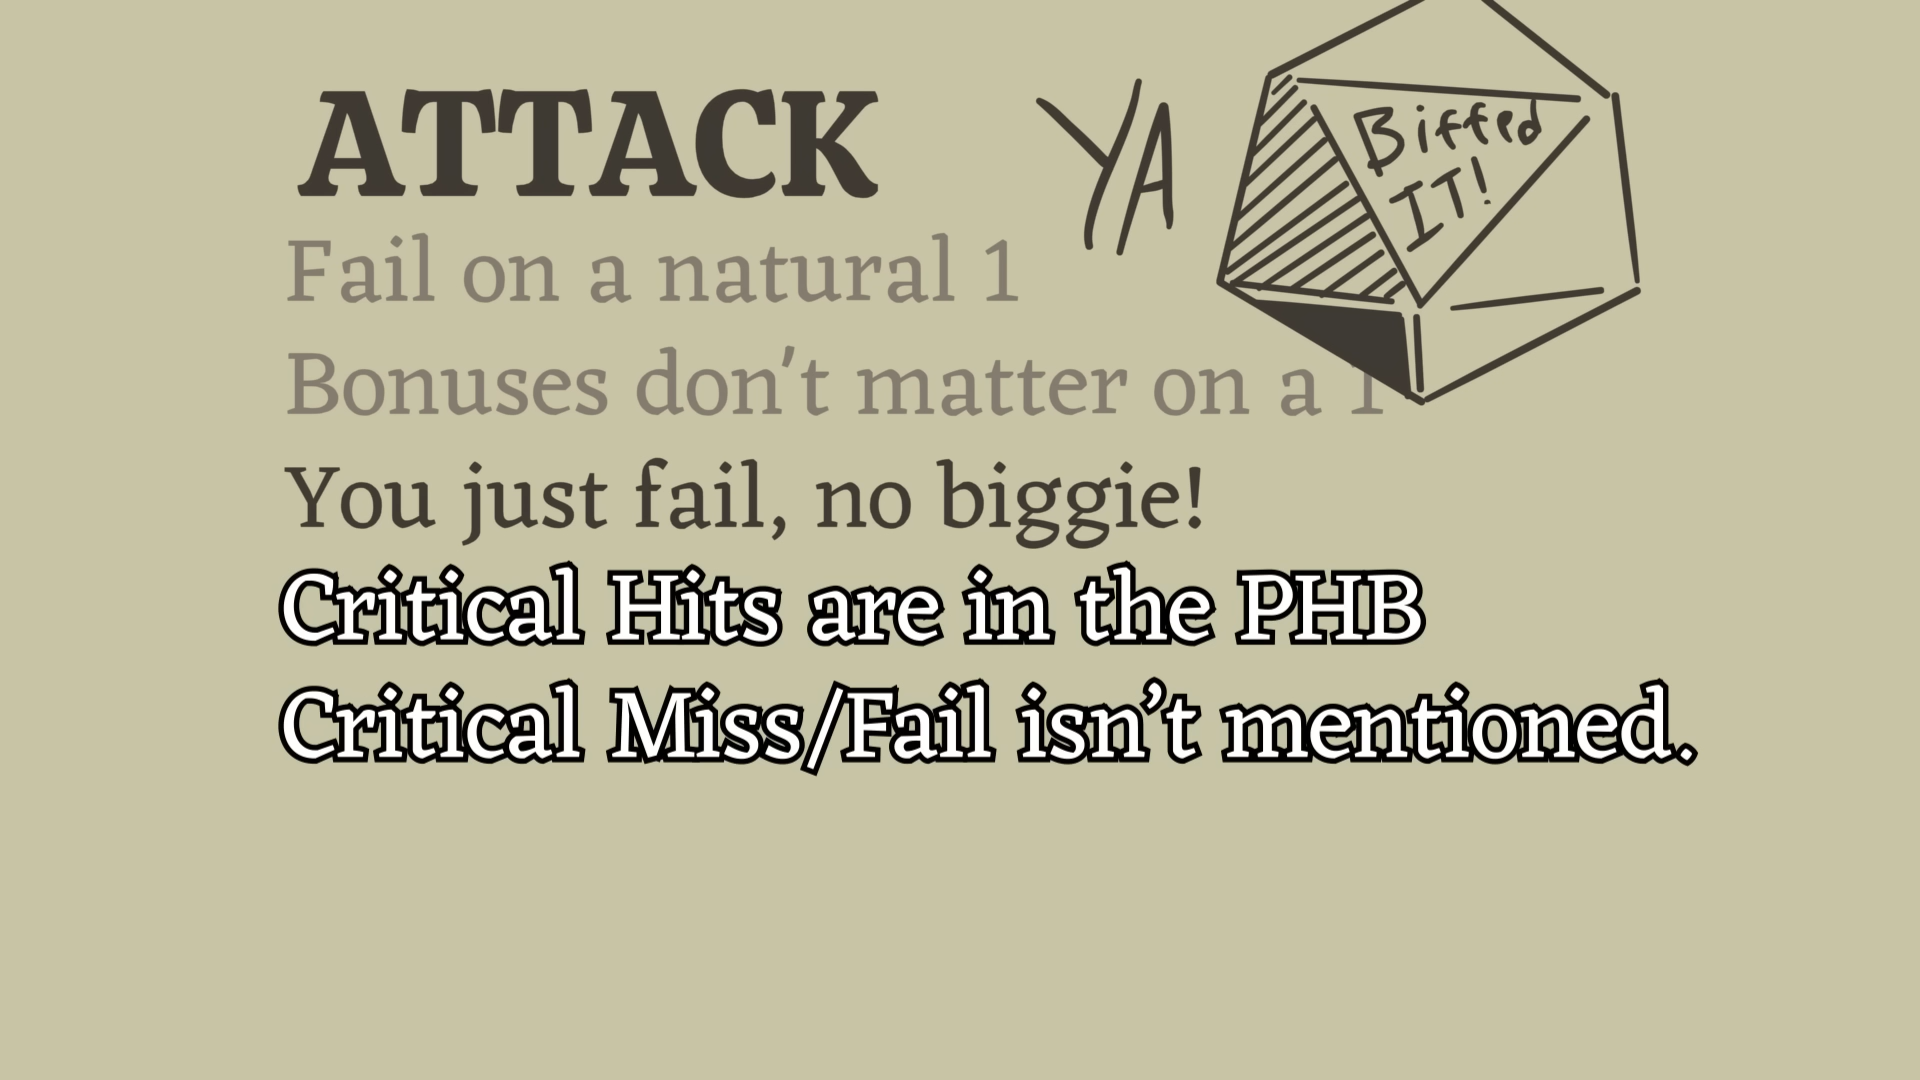 ATTACK
YA
Biffed
IT!
Fail on a natural 1
Bonuses don't matter on a 1
You just fail, no biggie!
Critical Hits are in the PHB
Critical Miss/Fail isn’t mentioned.